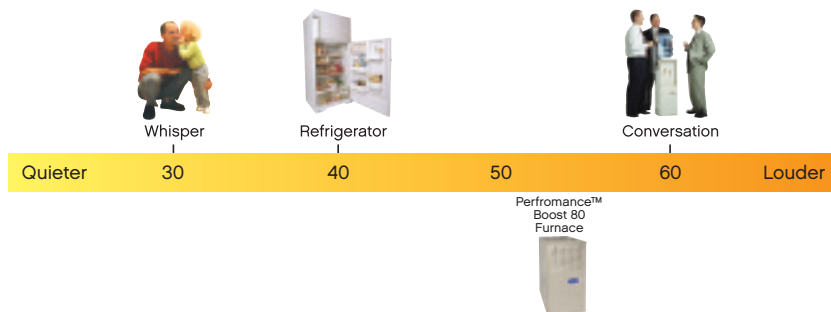 Whisper Refrigerator Conversation
Quieter 30 40 50 60 Louder
Perfromance™
Boost 80
Furnace